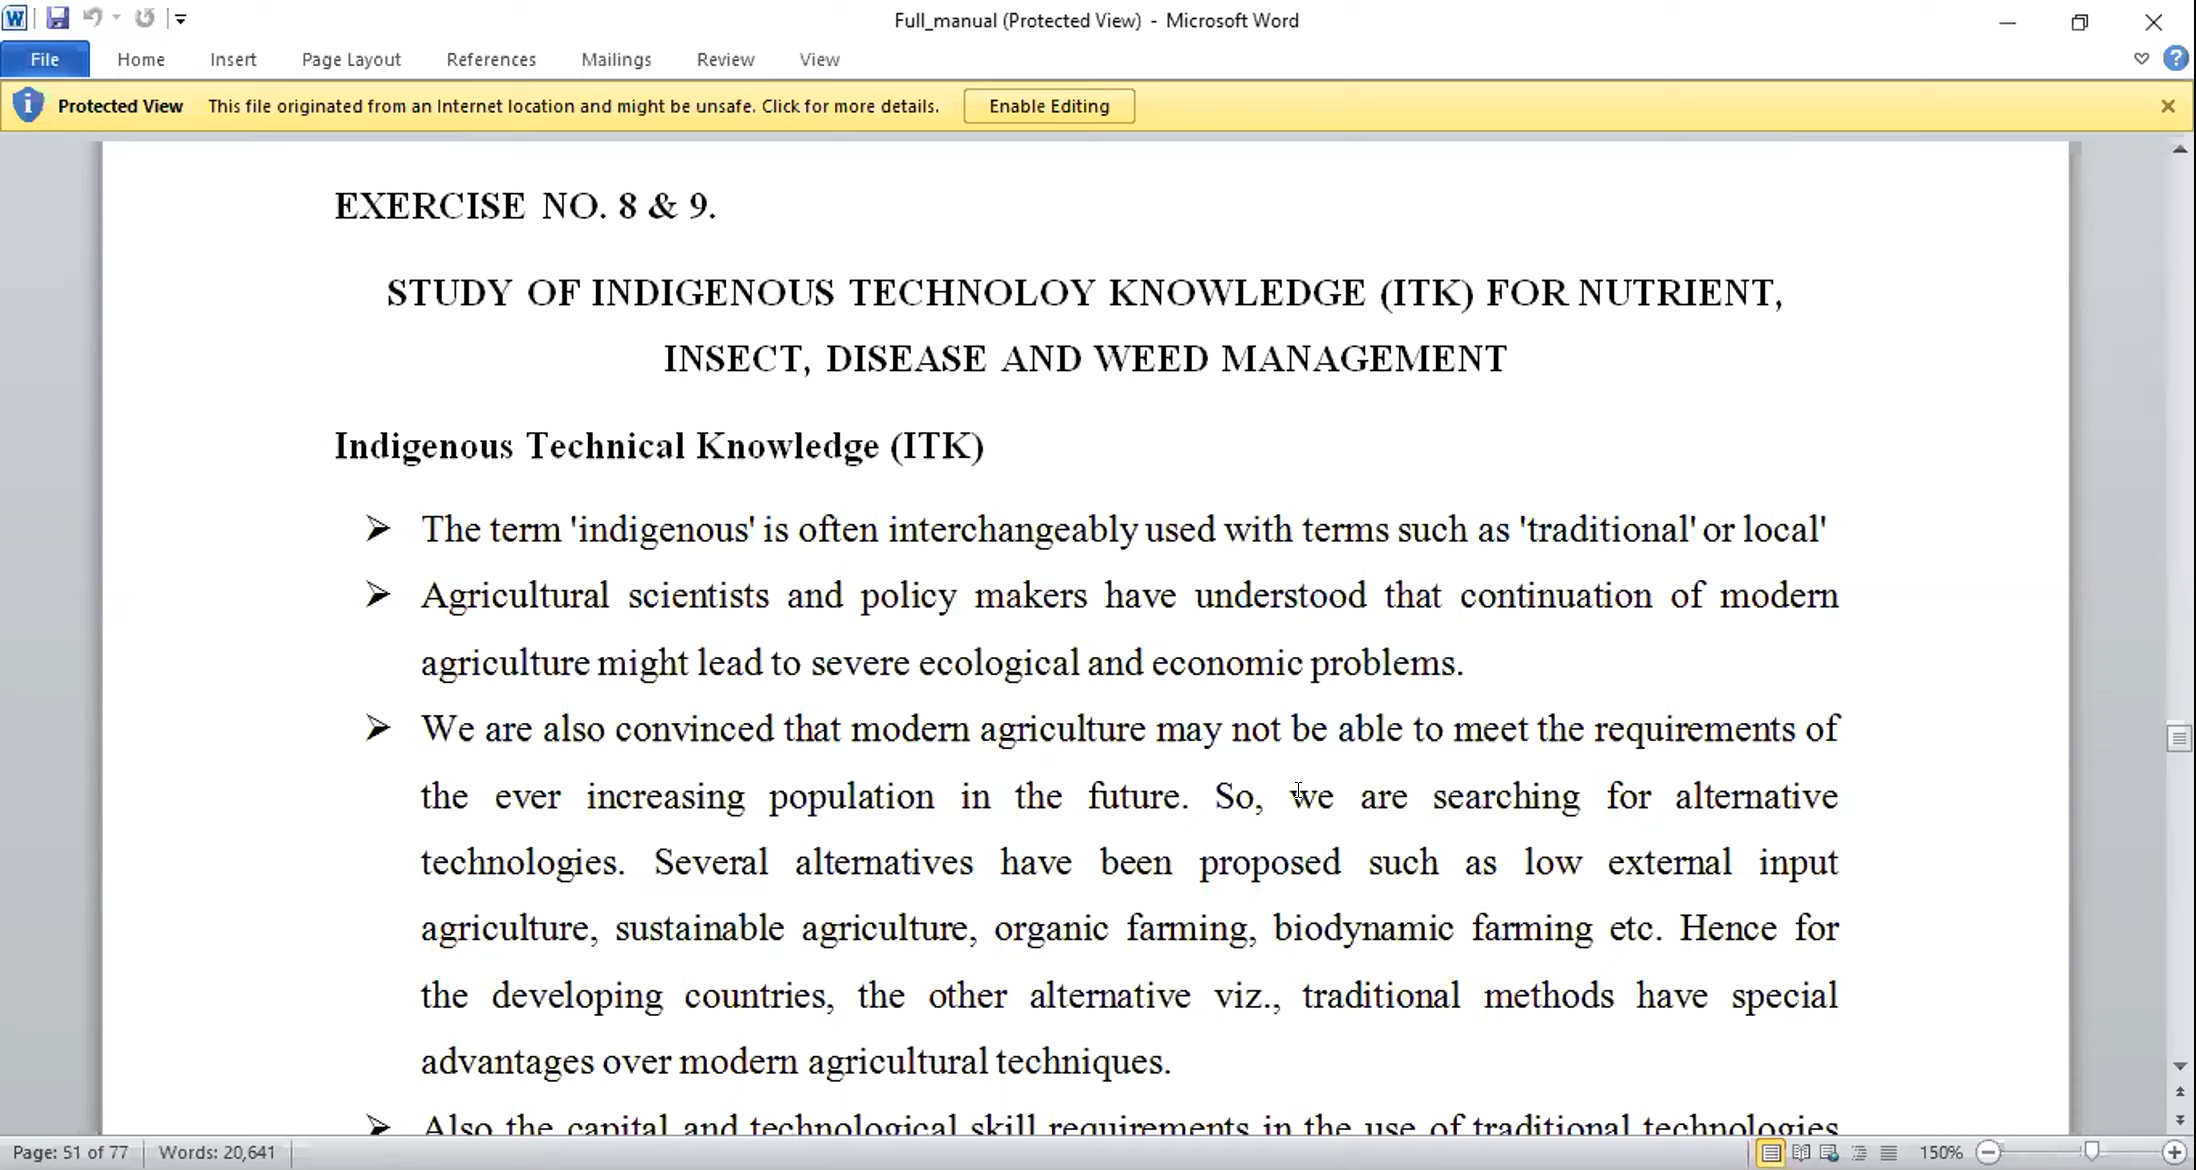 Full_manual (Protected View) - Microsoft Word
File Home Insert Page Layout References Mailings Review View
Protected View This file originated from an Internet location and might be unsafe. Click for more details. Enable Editing
EXERCISE NO. 8 & 9.
STUDY OF INDIGENOUS TECHNOLOY KNOWLEDGE (ITK) FOR NUTRIENT,
INSECT, DISEASE AND WEED MANAGEMENT
Indigenous Technical Knowledge (ITK)
➤ The term 'indigenous' is often interchangeably used with terms such as 'traditional' or local'
➤ Agricultural scientists and policy makers have understood that continuation of modern
agriculture might lead to severe ecological and economic problems.
➤ We are also convinced that modern agriculture may not be able to meet the requirements of
the ever increasing population in the future. So, we are searching for alternative
technologies. Several alternatives have been proposed such as low external input
agriculture, sustainable agriculture, organic farming, biodynamic farming etc. Hence for
the developing countries, the other alternative viz., traditional methods have special
advantages over modern agricultural techniques.
➤ Also the capital and technological skill requirements in the use of traditional technologies
Page: 51 of 77 Words: 20,641 150%